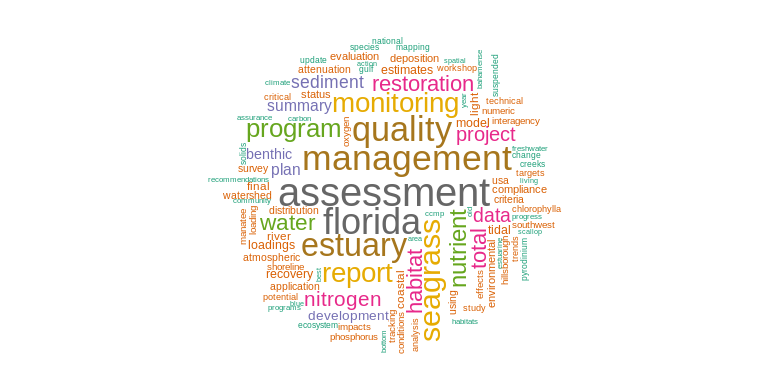 national
species
mapping
update
evaluation
deposition
spatial
action
attenuation
gulf
estimates
workshop
climate
sediment
restoration
bahamense
suspended
critical
status
monitoring
year
light
technical
summary
numeric
assurance
carbon
program
oxygen
quality
model
interagency
project
solids
benthic
management
freshwater
change
survey
plan
creeks
targets
recommendations
final
assessment
usa
living
watershed
compliance
community
criteria
manatee
loading
distribution
florida
ccmp
nutrient
old
data
chlorophylla
progress
water
southwest
river
tidal
scallop
loadings
estuary
area
seagrass
total
estuarine
hillsborough
trends
atmospheric
shoreline
recovery
best
report
habitat
environmental
pyrodinium
application
coastal
effects
potential
blue
nitrogen
using
programs
study
development
tracking
conditions
analysis
habitats
ecosystem
impacts
phosphorus
bottom